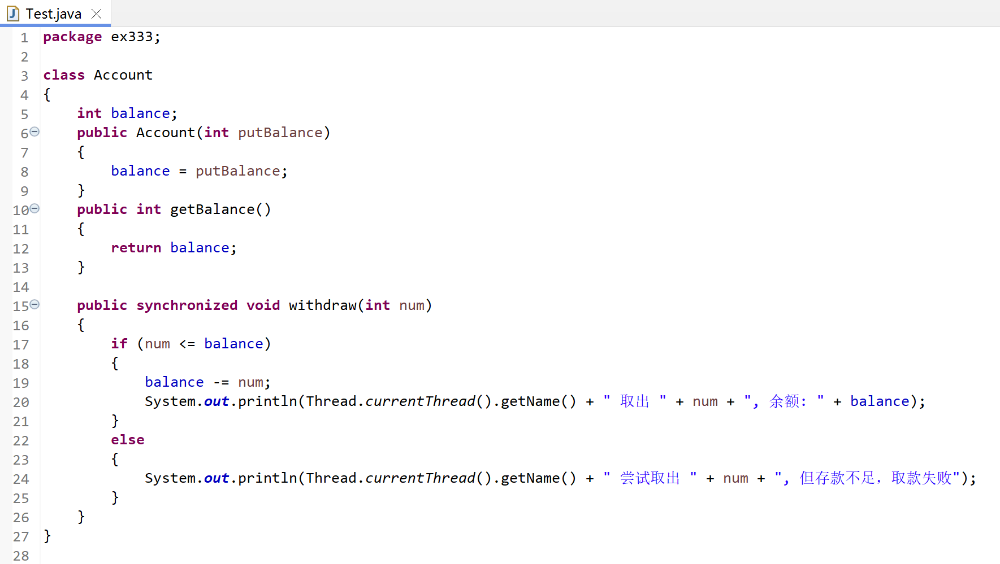 Test.java
1 package ex333;
2
3 class Account
4 {
5     int balance;
6     public Account(int putBalance)
7     {
8         balance = putBalance;
9     }
10     public int getBalance()
11     {
12         return balance;
13     }
14
15     public synchronized void withdraw(int num)
16     {
17         if (num <= balance)
18         {
19             balance -= num;
20             System.out.println(Thread.currentThread().getName() + " 取出 " + num + ", 余额: " + balance);
21         }
22         else
23         {
24             System.out.println(Thread.currentThread().getName() + " 尝试取出 " + num + ", 但存款不足，取款失败");
25         }
26     }
27 }
28